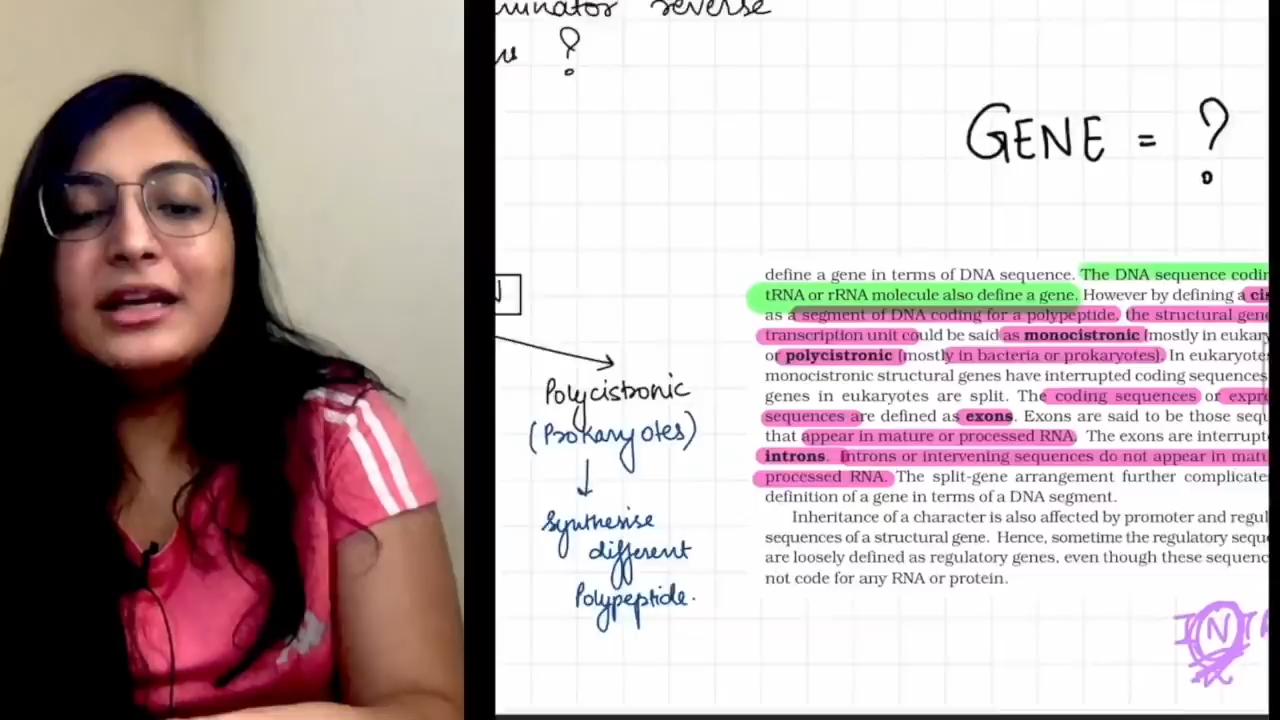 minator reverse
?
GENE = ?
define a gene in terms of DNA sequence. The DNA sequence codin
tRNA or rRNA molecule also define a gene. However by defining a cis
as a segment of DNA coding for a polypeptide, the structural gene
transcription unit could be said as monocistronic (mostly in eukary
or polycistronic (mostly in bacteria or prokaryotes). In eukaryote
monocistronic structural genes have interrupted coding sequences
genes in eukaryotes are split. The coding sequences or expre
sequences are defined as exons. Exons are said to be those sequ
that appear in mature or processed RNA. The exons are interrupt
introns. Introns or intervening sequences do not appear in matu
processed RNA. The split-gene arrangement further complicate
definition of a gene in terms of a DNA segment.
Inheritance of a character is also affected by promoter and regul
sequences of a structural gene. Hence, sometime the regulatory sequ
are loosely defined as regulatory genes, even though these sequenc
not code for any RNA or protein.
Polycistronic
(Prokaryotes)
Synthesise
different
Polypeptide.